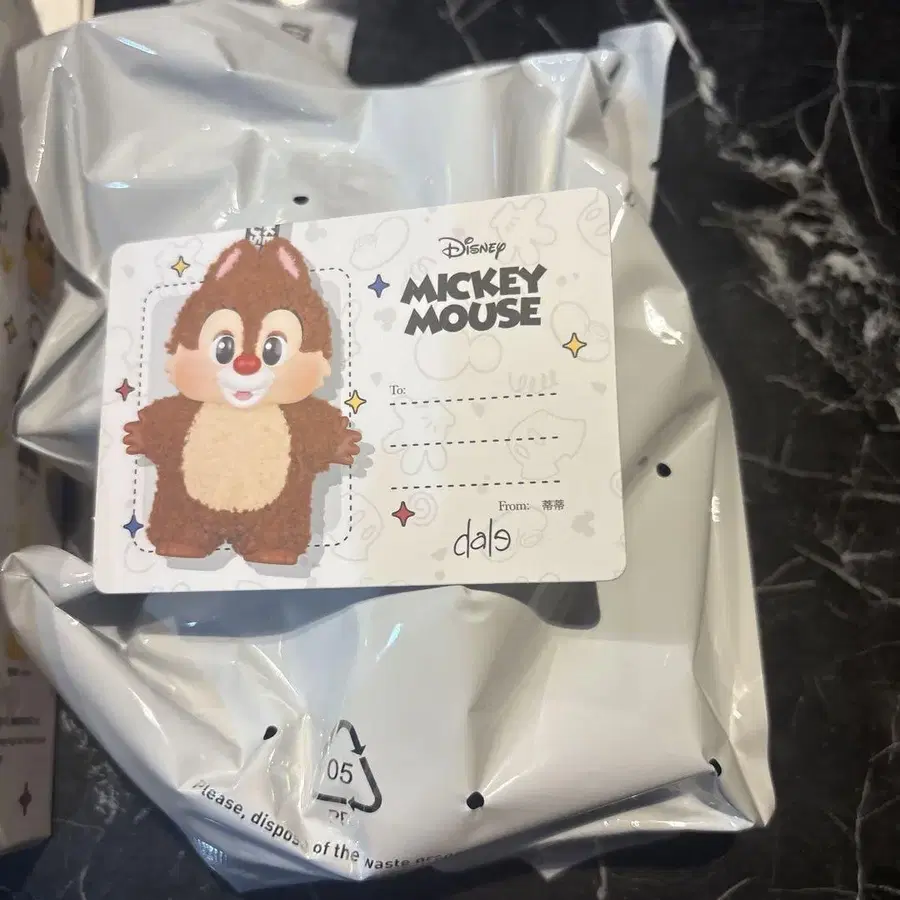 Disney
MICKEY
MOUSE
To:
From: 蒂蒂
dale
05
Please, dispose of the waste